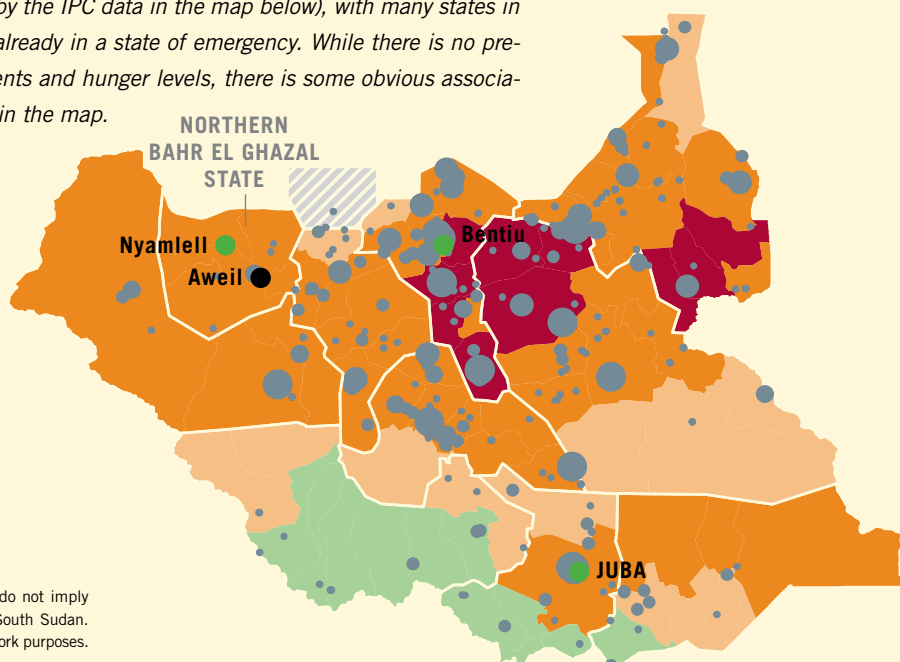 by the IPC data in the map below), with many states in
already in a state of emergency. While there is no pre-
ents and hunger levels, there is some obvious associa-
in the map.
NORTHERN
BAHR EL GHAZAL
STATE
Nyamlell
Bentiu
Aweil
JUBA
do not imply
South Sudan.
ork purposes.